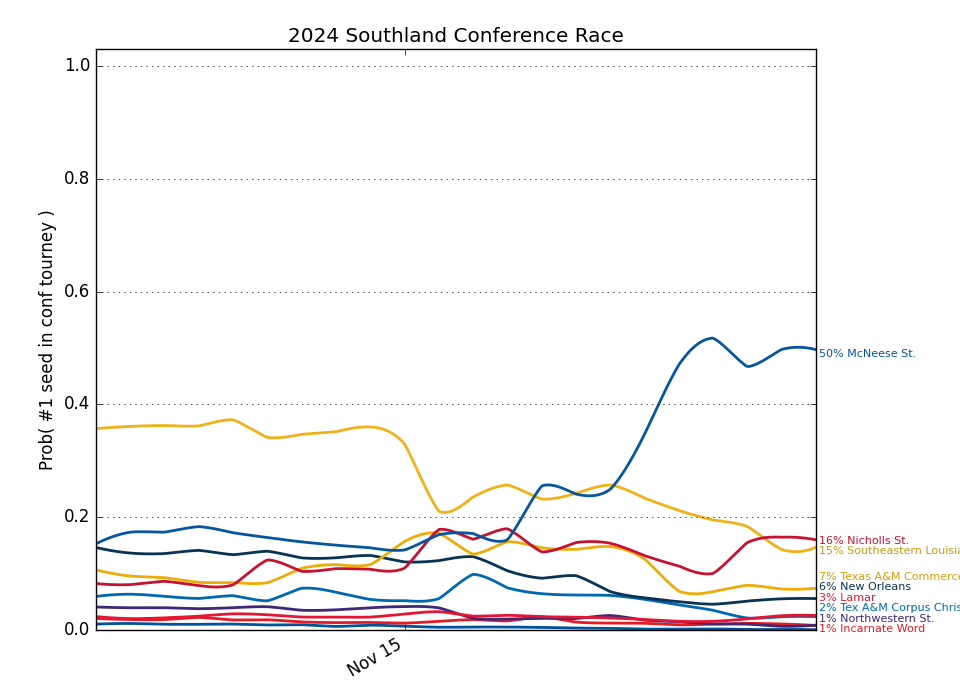 2024 Southland Conference Race
Prob( #1 seed in conf tourney )
1.0
0.8
0.6
0.4
0.2
0.0
Nov 15
50% McNeese St.
16% Nicholls St.
15% Southeastern Louisia
7% Texas A&M Commerce
6% New Orleans
3% Lamar
2% Tex A&M Corpus Chris
1% Northwestern St.
1% Incarnate Word